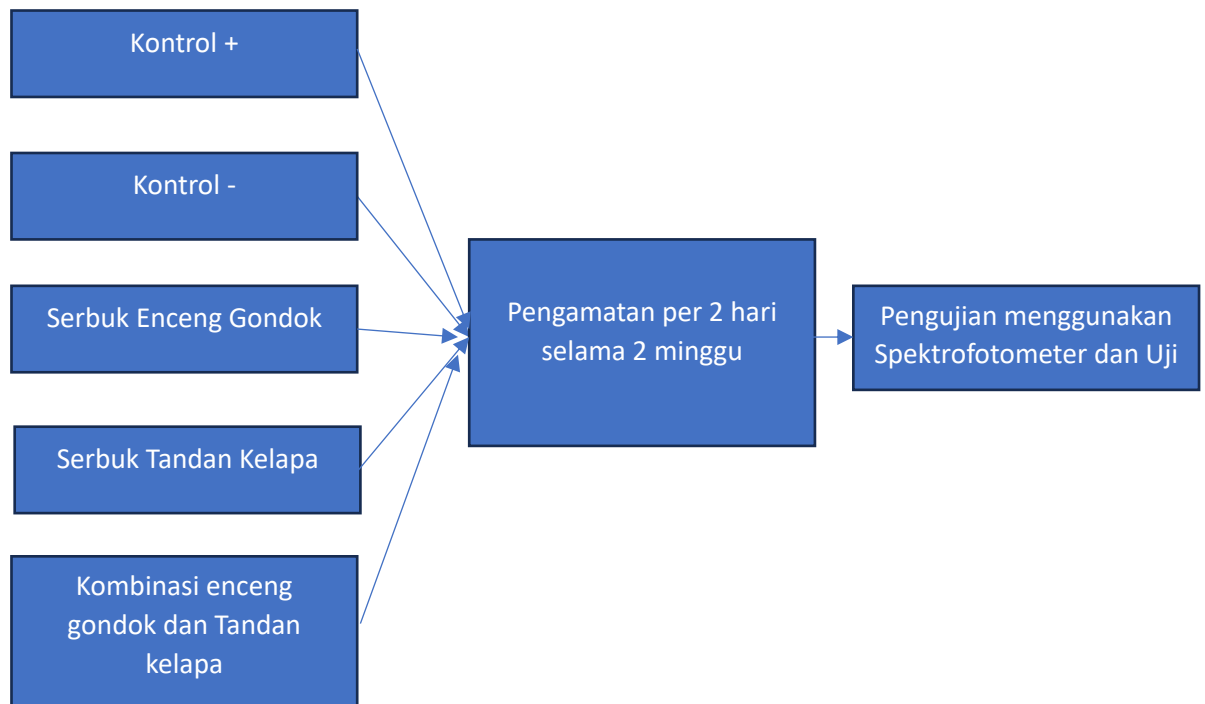 Kontrol +
Kontrol -
Serbuk Enceng Gondok
Serbuk Tandan Kelapa
Kombinasi enceng
gondok dan Tandan
kelapa
Pengamatan per 2 hari
selama 2 minggu
Pengujian menggunakan
Spektrofotometer dan Uji